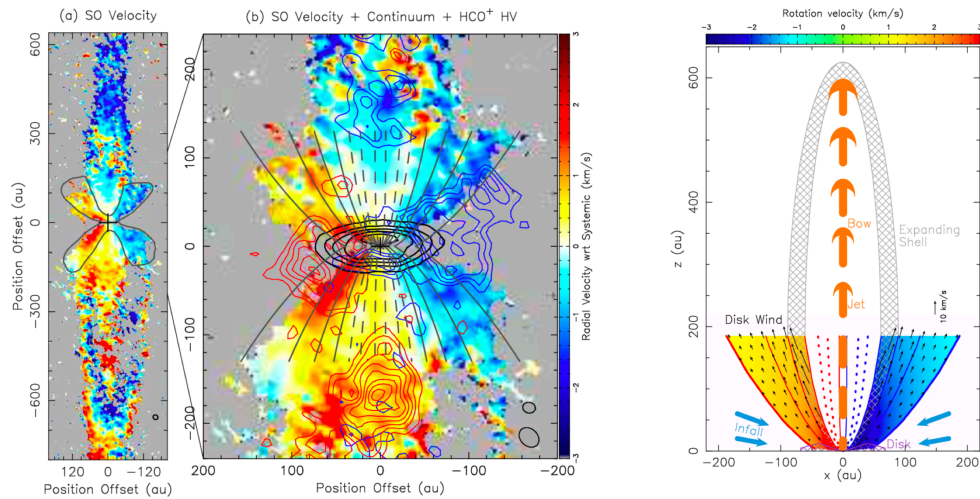 (a) SO Velocity
(b) SO Velocity + Continuum + HCO⁺ HV
Position Offset (au)
600
300
0
−300
−600
120
0
−120
Position Offset (au)
200
100
0
−100
−200
200
100
0
−100
−200
Position Offset (au)
3
2
1
0
−1
−2
−3
Radial Velocity wrt Systemic (km/s)
Rotation velocity (km/s)
−3
−2
−1
0
1
2
z (au)
600
500
400
300
200
100
0
Bow
Expanding
Shell
Jet
10 km/s
Disk Wind
Infall
Disk
−200
−100
0
100
200
x (au)